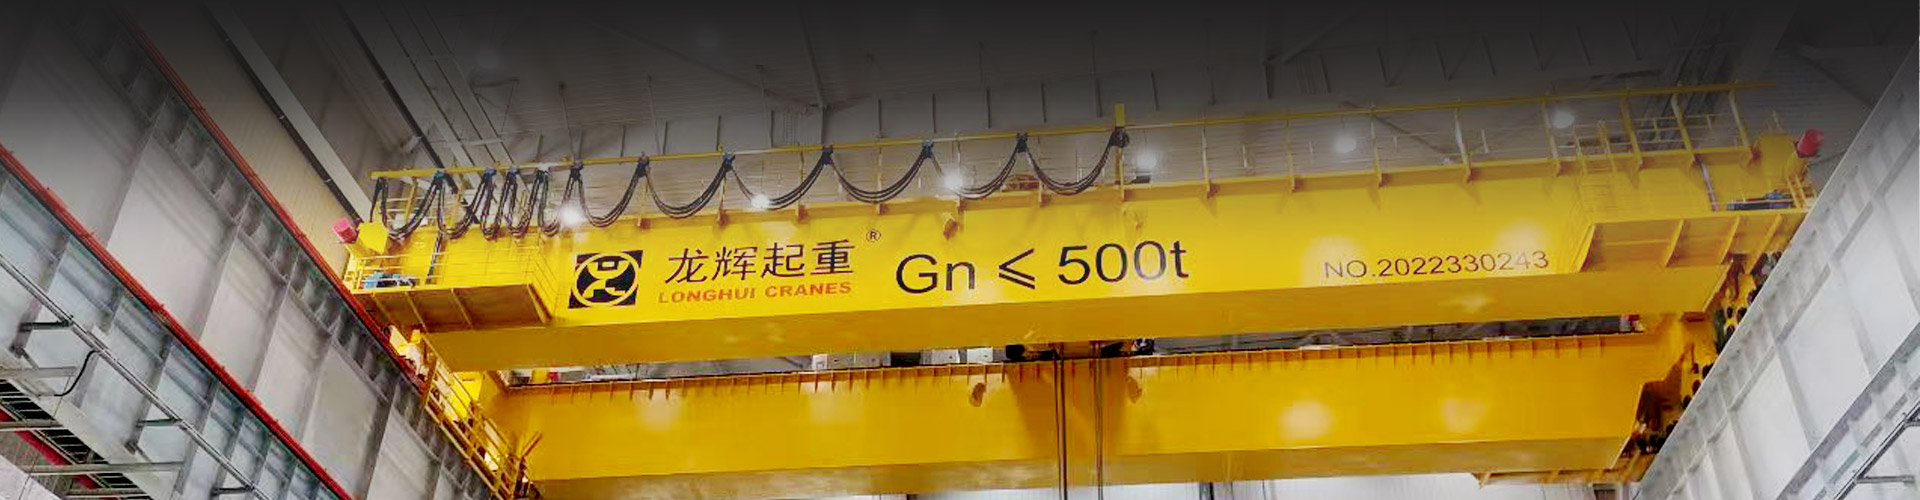 龙辉起重®
LONGHUI CRANES
Gn ≤ 500t
NO.2022330243